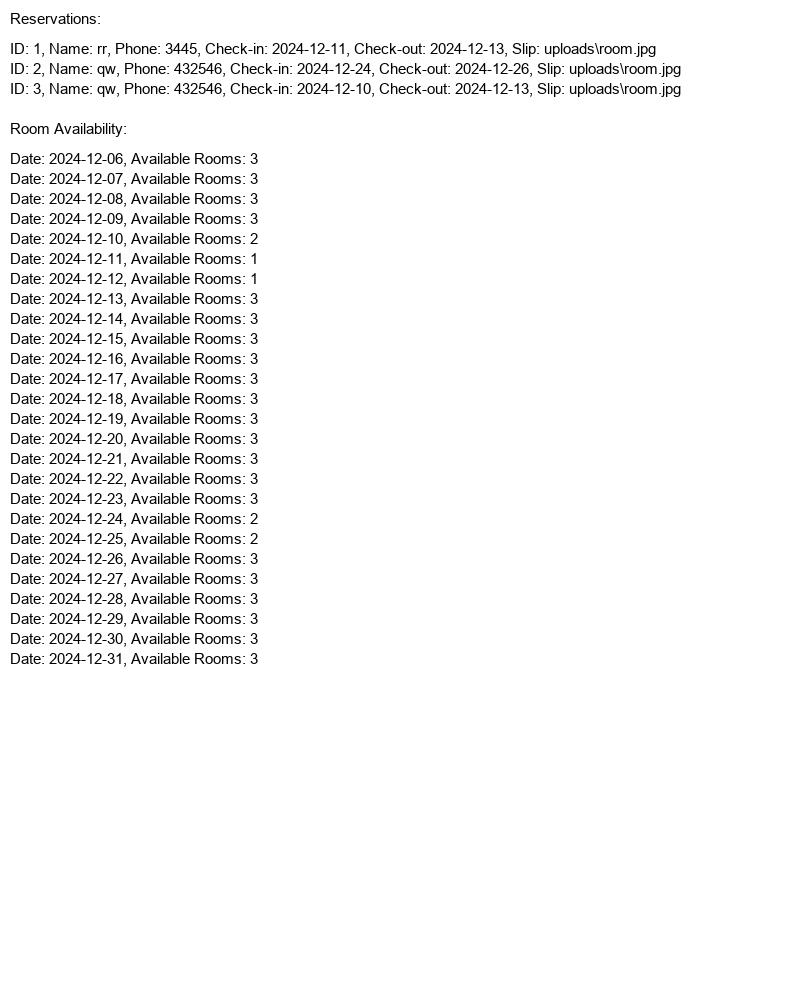 Reservations:
ID: 1, Name: rr, Phone: 3445, Check-in: 2024-12-11, Check-out: 2024-12-13, Slip: uploads\room.jpg
ID: 2, Name: qw, Phone: 432546, Check-in: 2024-12-24, Check-out: 2024-12-26, Slip: uploads\room.jpg
ID: 3, Name: qw, Phone: 432546, Check-in: 2024-12-10, Check-out: 2024-12-13, Slip: uploads\room.jpg
Room Availability:
Date: 2024-12-06, Available Rooms: 3
Date: 2024-12-07, Available Rooms: 3
Date: 2024-12-08, Available Rooms: 3
Date: 2024-12-09, Available Rooms: 3
Date: 2024-12-10, Available Rooms: 2
Date: 2024-12-11, Available Rooms: 1
Date: 2024-12-12, Available Rooms: 1
Date: 2024-12-13, Available Rooms: 3
Date: 2024-12-14, Available Rooms: 3
Date: 2024-12-15, Available Rooms: 3
Date: 2024-12-16, Available Rooms: 3
Date: 2024-12-17, Available Rooms: 3
Date: 2024-12-18, Available Rooms: 3
Date: 2024-12-19, Available Rooms: 3
Date: 2024-12-20, Available Rooms: 3
Date: 2024-12-21, Available Rooms: 3
Date: 2024-12-22, Available Rooms: 3
Date: 2024-12-23, Available Rooms: 3
Date: 2024-12-24, Available Rooms: 2
Date: 2024-12-25, Available Rooms: 2
Date: 2024-12-26, Available Rooms: 3
Date: 2024-12-27, Available Rooms: 3
Date: 2024-12-28, Available Rooms: 3
Date: 2024-12-29, Available Rooms: 3
Date: 2024-12-30, Available Rooms: 3
Date: 2024-12-31, Available Rooms: 3